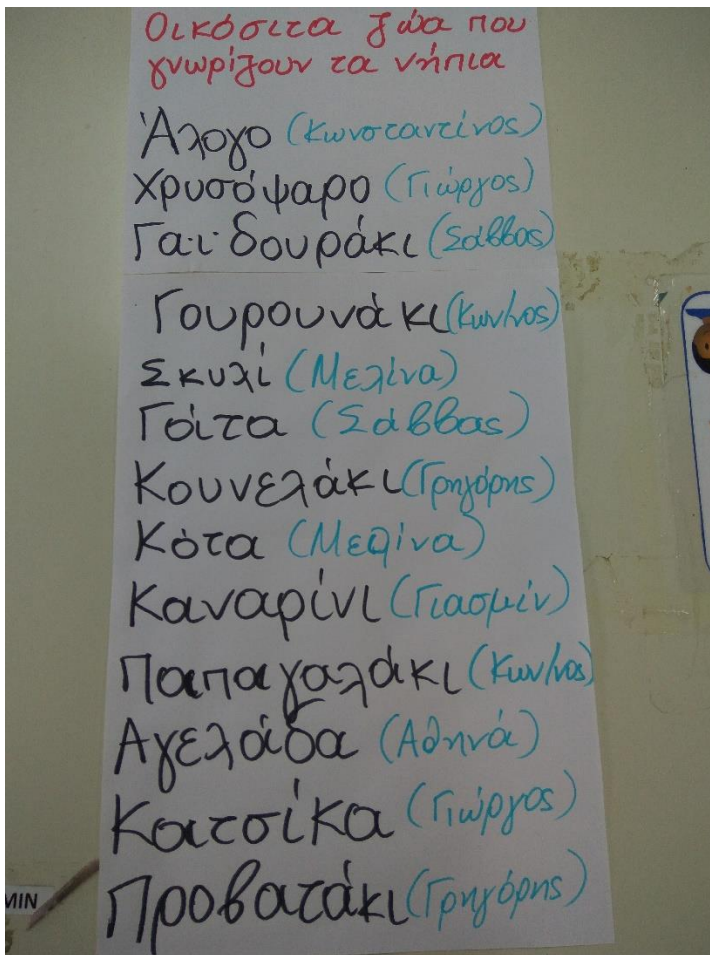 Οικόσιτα ζώα που
γνωρίζουν τα νήπια
Άλογο (Κωνσταντίνος)
Χρυσόψαρο (Γιώργος)
Γαϊδουράκι (Σάββας)
Γουρουνάκι (Κων/νος)
Σκυλί (Μελίνα)
Γάτα (Σάββας)
Κουνελάκι (Γρηγόρης)
Κότα (Μελίνα)
Καναρίνι (Γιασμίν)
Παπαγαλάκι (Κων/νος)
Αγελάδα (Αθηνά)
Κατσίκα (Γιώργος)
Προβατάκι (Γρηγόρης)
MIN